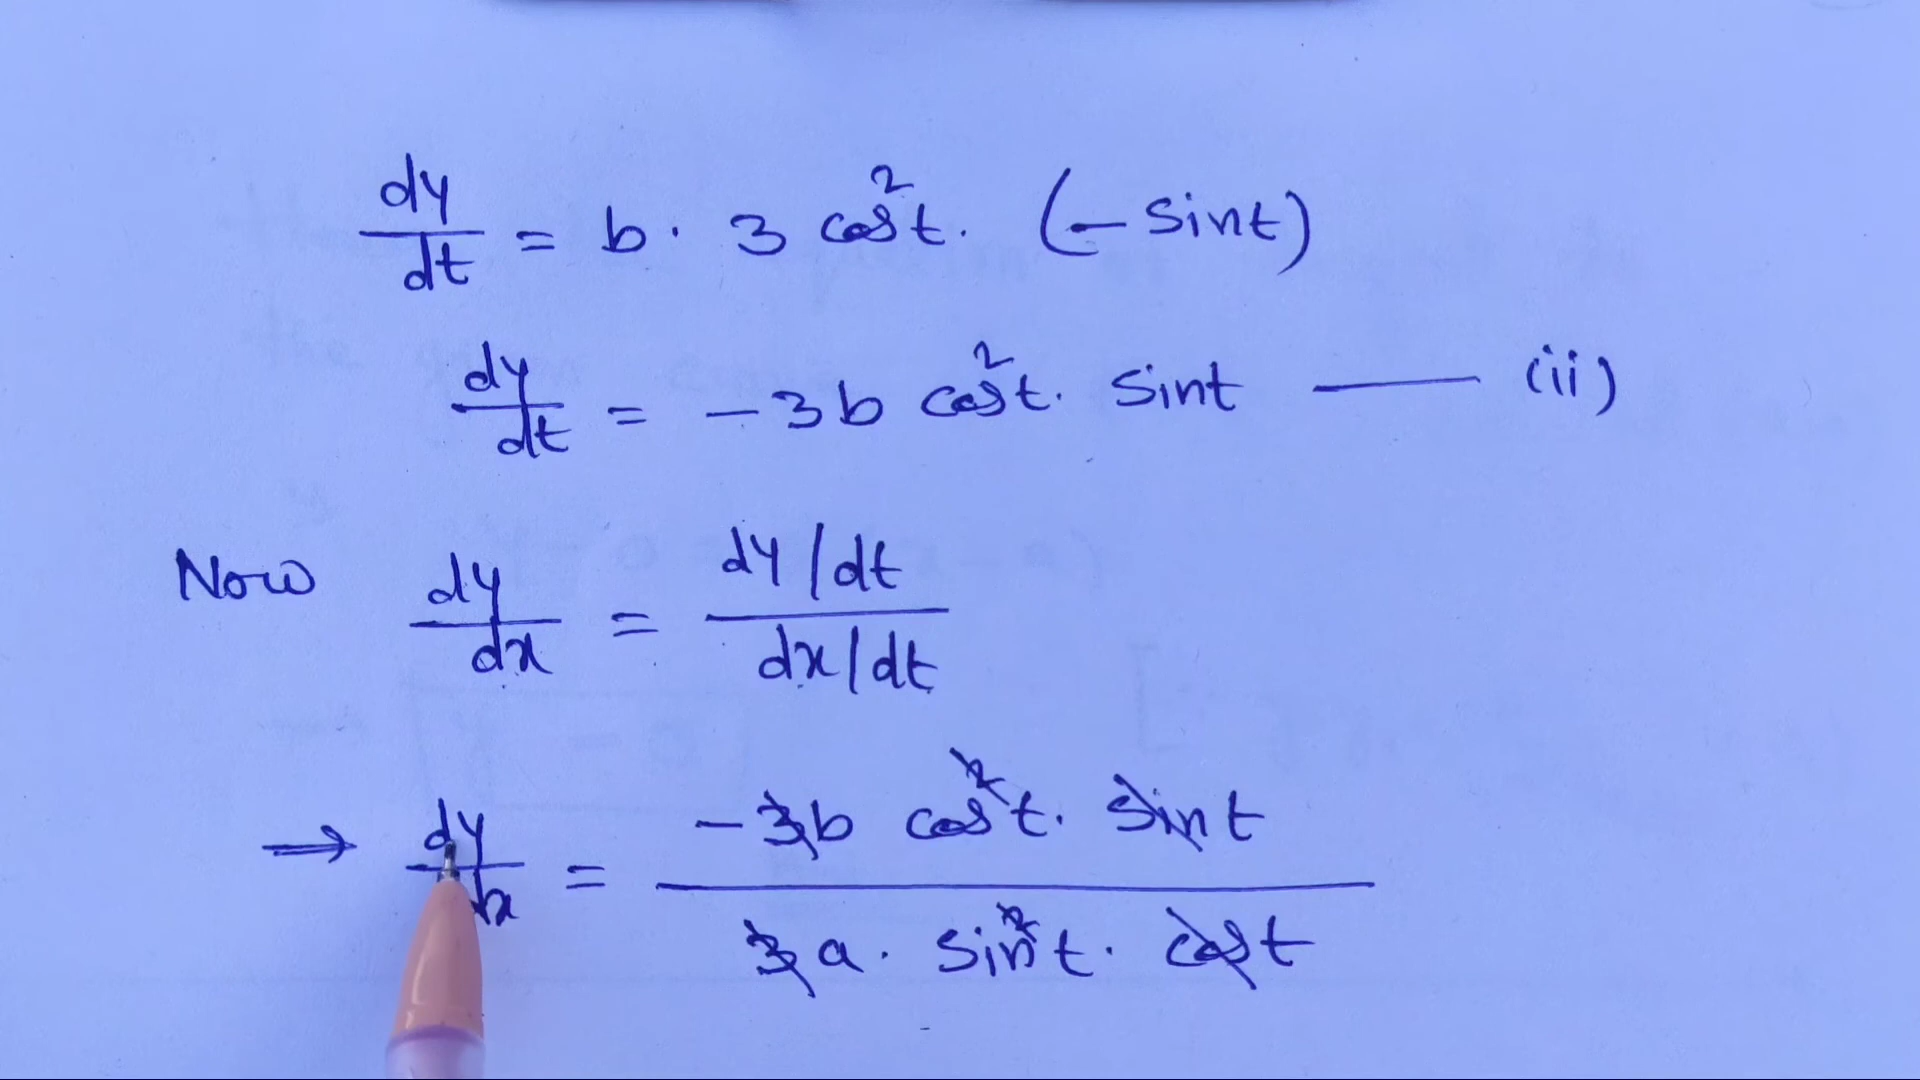 dy/dt = b · 3 cos²t. (- sint)
dy/dt = - 3b cos²t. sint —— (ii)
Now dy/dx = (dy/dt)/(dx/dt)
⇒ dy/dx = (-3b cos²t. sint)/(3a. sin²t. cost)